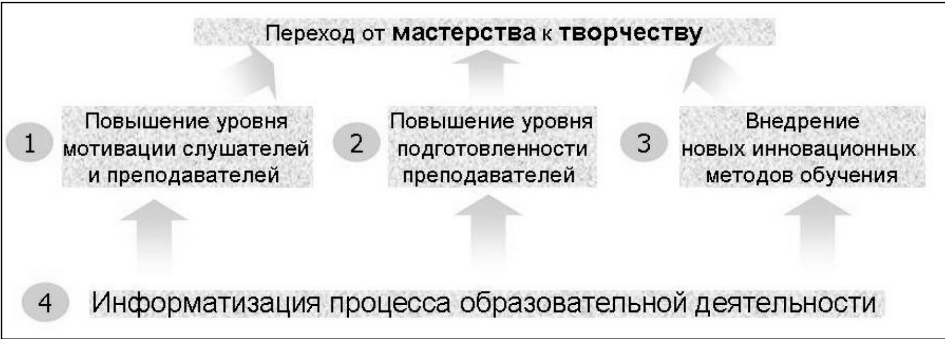 Переход от мастерства к творчеству
1
Повышение уровня
мотивации слушателей
и преподавателей
2
Повышение уровня
подготовленности
преподавателей
3
Внедрение
новых инновационных
методов обучения
4 Информатизация процесса образовательной деятельности